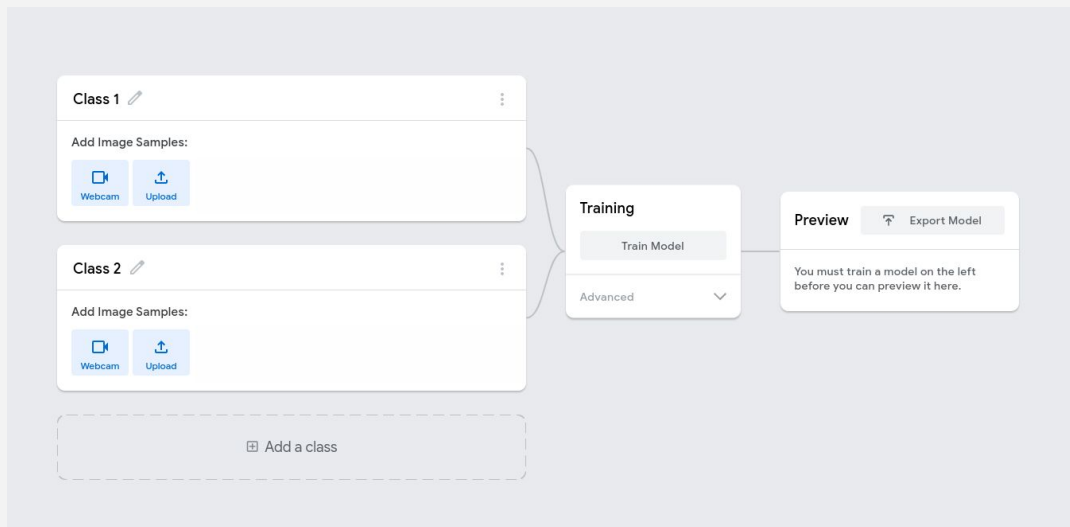 Class 1
Add Image Samples:
Webcam
Upload
Class 2
Add Image Samples:
Webcam
Upload
Add a class
Training
Train Model
Advanced
Preview
Export Model
You must train a model on the left
before you can preview it here.